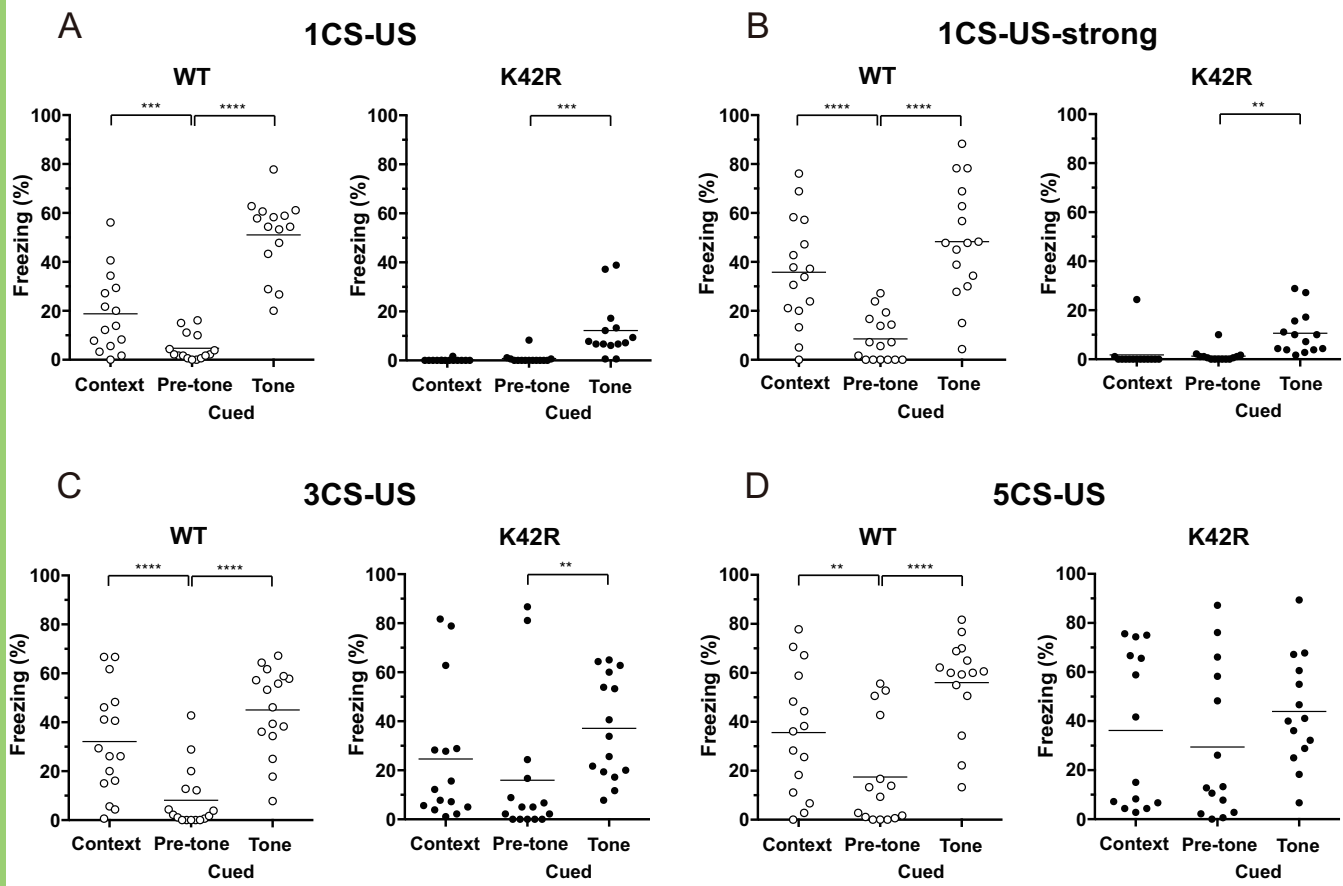 A
1CS-US
WT
K42R
*** ****
***
Freezing (%)
100
80
60
40
20
0
Context Pre-tone Tone
Cued
Freezing (%)
100
80
60
40
20
0
Context Pre-tone Tone
Cued
B
1CS-US-strong
WT
K42R
**** ****
**
Freezing (%)
100
80
60
40
20
0
Context Pre-tone Tone
Cued
Freezing (%)
100
80
60
40
20
0
Context Pre-tone Tone
Cued
C
3CS-US
WT
K42R
**** ****
**
Freezing (%)
100
80
60
40
20
0
Context Pre-tone Tone
Cued
Freezing (%)
100
80
60
40
20
0
Context Pre-tone Tone
Cued
D
5CS-US
WT
K42R
** ****
Freezing (%)
100
80
60
40
20
0
Context Pre-tone Tone
Cued
Freezing (%)
100
80
60
40
20
0
Context Pre-tone Tone
Cued